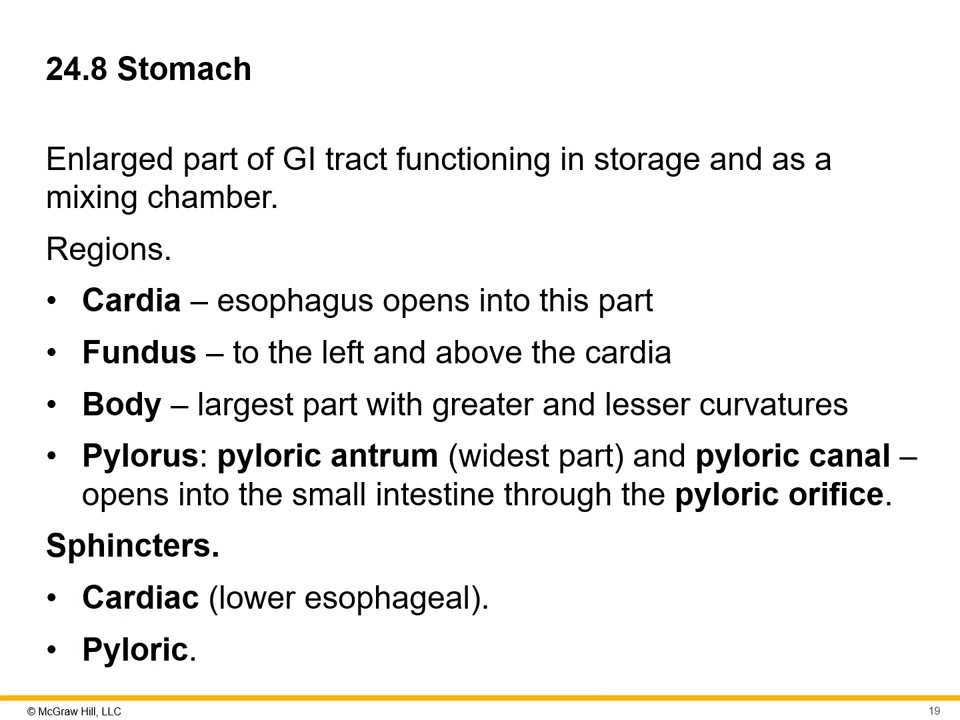 24.8 Stomach
Enlarged part of GI tract functioning in storage and as a
mixing chamber.
Regions.
• Cardia – esophagus opens into this part
• Fundus – to the left and above the cardia
• Body – largest part with greater and lesser curvatures
• Pylorus: pyloric antrum (widest part) and pyloric canal –
opens into the small intestine through the pyloric orifice.
Sphincters.
• Cardiac (lower esophageal).
• Pyloric.
© McGraw Hill, LLC
19